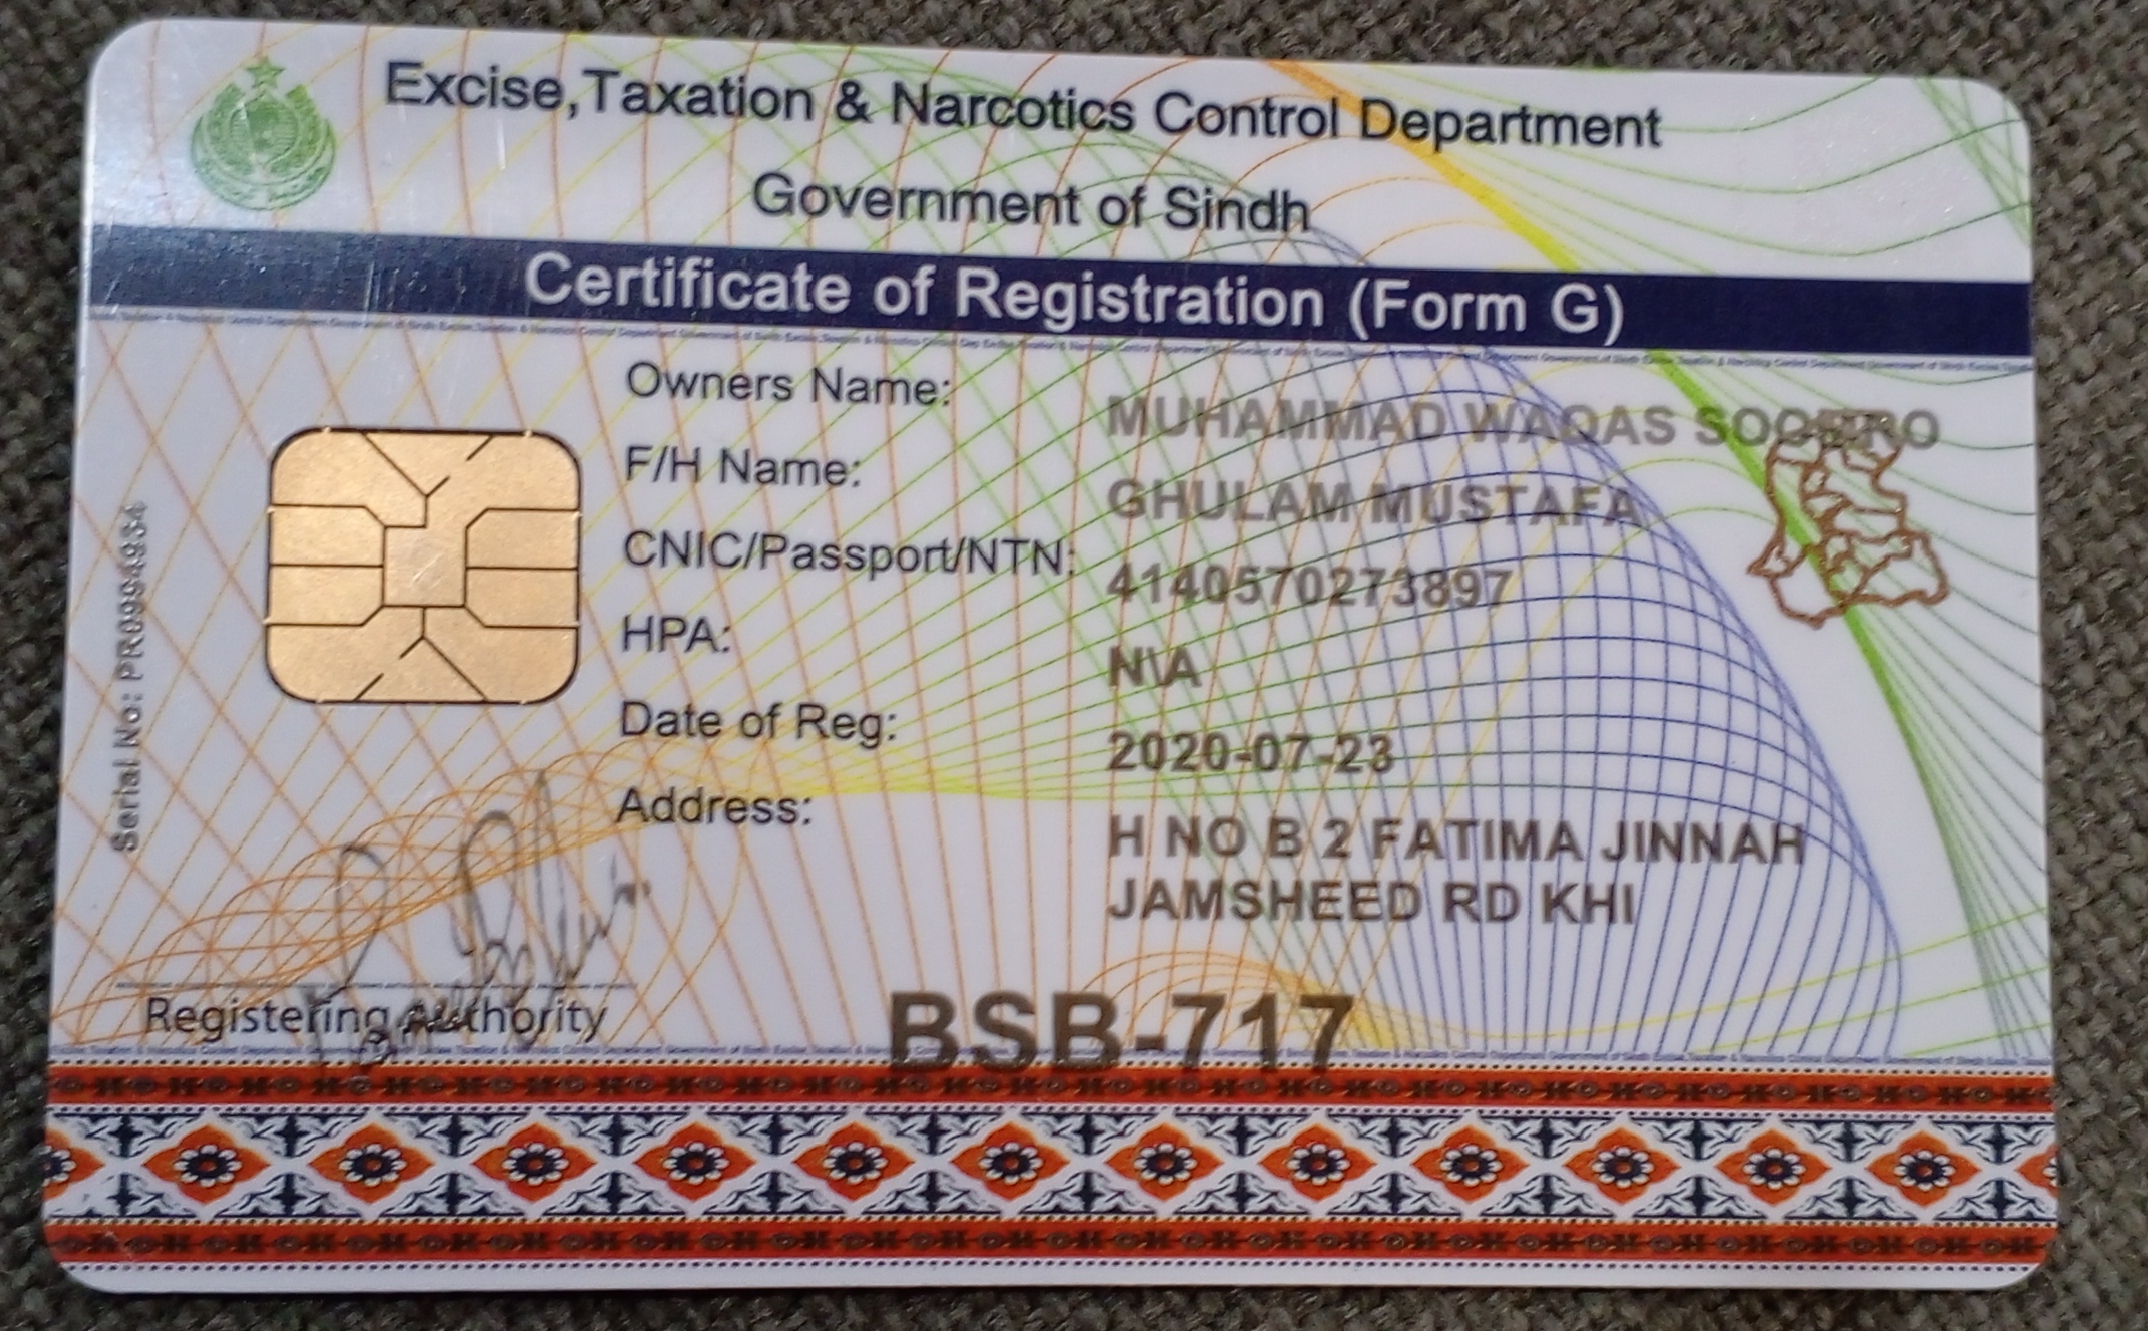 Excise,Taxation & Narcotics Control Department
Government of Sindh
Certificate of Registration (Form G)
Owners Name: MUHAMMAD WAQAS SOOMRO
F/H Name: GHULAM MUSTAFA
CNIC/Passport/NTN: 4140570273897
HPA: N\A
Date of Reg: 2020-07-23
Address: H NO B 2 FATIMA JINNAH
JAMSHEED RD KHI
Serial No: PR0994934
Registering Authority
BSB-717